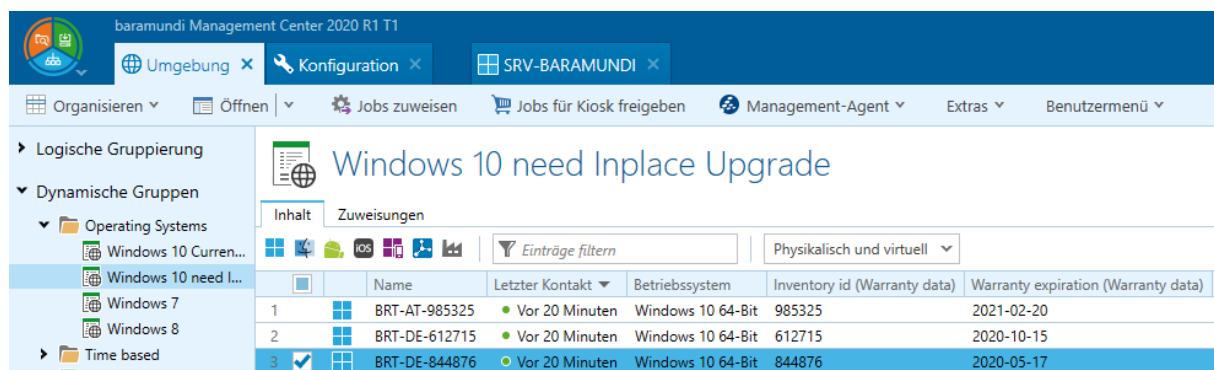 baramundi Management Center 2020 R1 T1
Umgebung × Konfiguration × SRV-BARAMUNDI ×
Organisieren Öffnen Jobs zuweisen Jobs für Kiosk freigeben Management-Agent Extras Benutzermenü
Logische Gruppierung
Dynamische Gruppen
Operating Systems
Windows 10 Curren...
Windows 10 need I...
Windows 7
Windows 8
Time based
Windows 10 need Inplace Upgrade
Inhalt Zuweisungen
iOS Einträge filtern Physikalisch und virtuell
Name Letzter Kontakt Betriebssystem Inventory id (Warranty data) Warranty expiration (Warranty data)
1 BRT-AT-985325 Vor 20 Minuten Windows 10 64-Bit 985325 2021-02-20
2 BRT-DE-612715 Vor 20 Minuten Windows 10 64-Bit 612715 2020-10-15
3 BRT-DE-844876 Vor 20 Minuten Windows 10 64-Bit 844876 2020-05-17